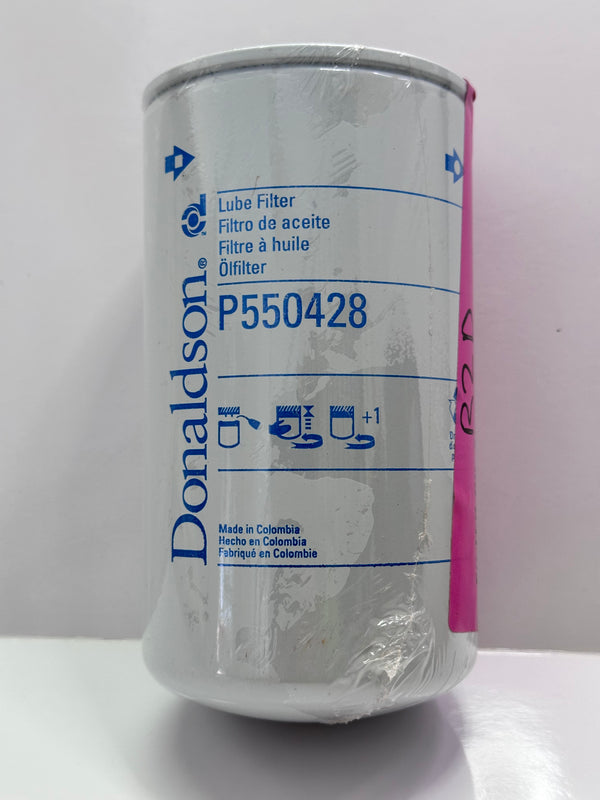 Donaldson®
Lube Filter
Filtro de aceite
Filtre à huile
Ölfilter
P550428
+1
Made in Colombia
Hecho en Colombia
Fabriqué en Colombie